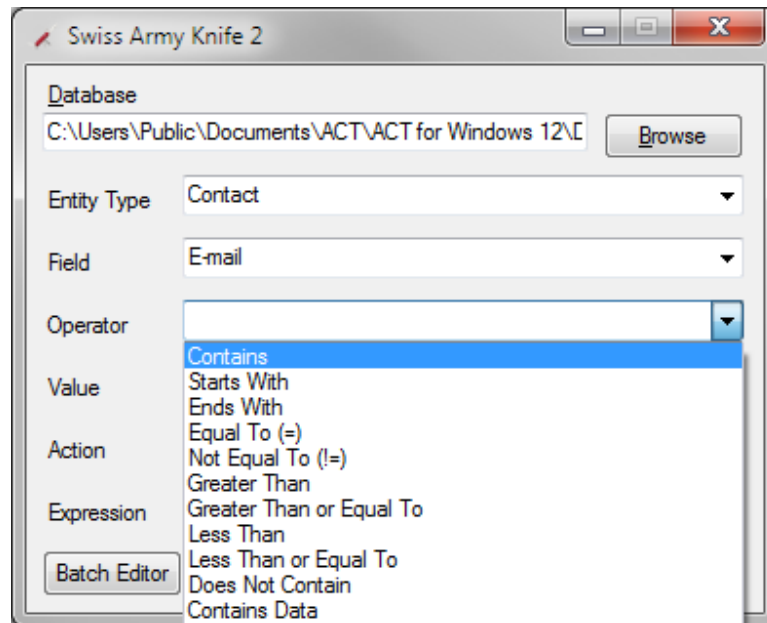 Swiss Army Knife 2
Database
C:\Users\Public\Documents\ACT\ACT for Windows 12\D
Browse
Entity Type
Contact
Field
E-mail
Operator
Contains
Starts With
Ends With
Equal To (=)
Not Equal To (!=)
Greater Than
Greater Than or Equal To
Less Than
Less Than or Equal To
Does Not Contain
Contains Data
Value
Action
Expression
Batch Editor